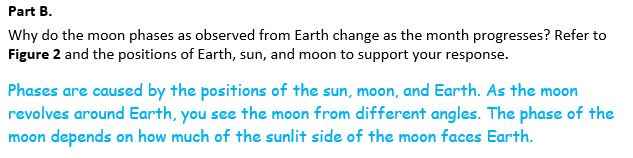 Part B.
Why do the moon phases as observed from Earth change as the month progresses? Refer to
Figure 2 and the positions of Earth, sun, and moon to support your response.
Phases are caused by the positions of the sun, moon, and Earth. As the moon
revolves around Earth, you see the moon from different angles. The phase of the
moon depends on how much of the sunlit side of the moon faces Earth.